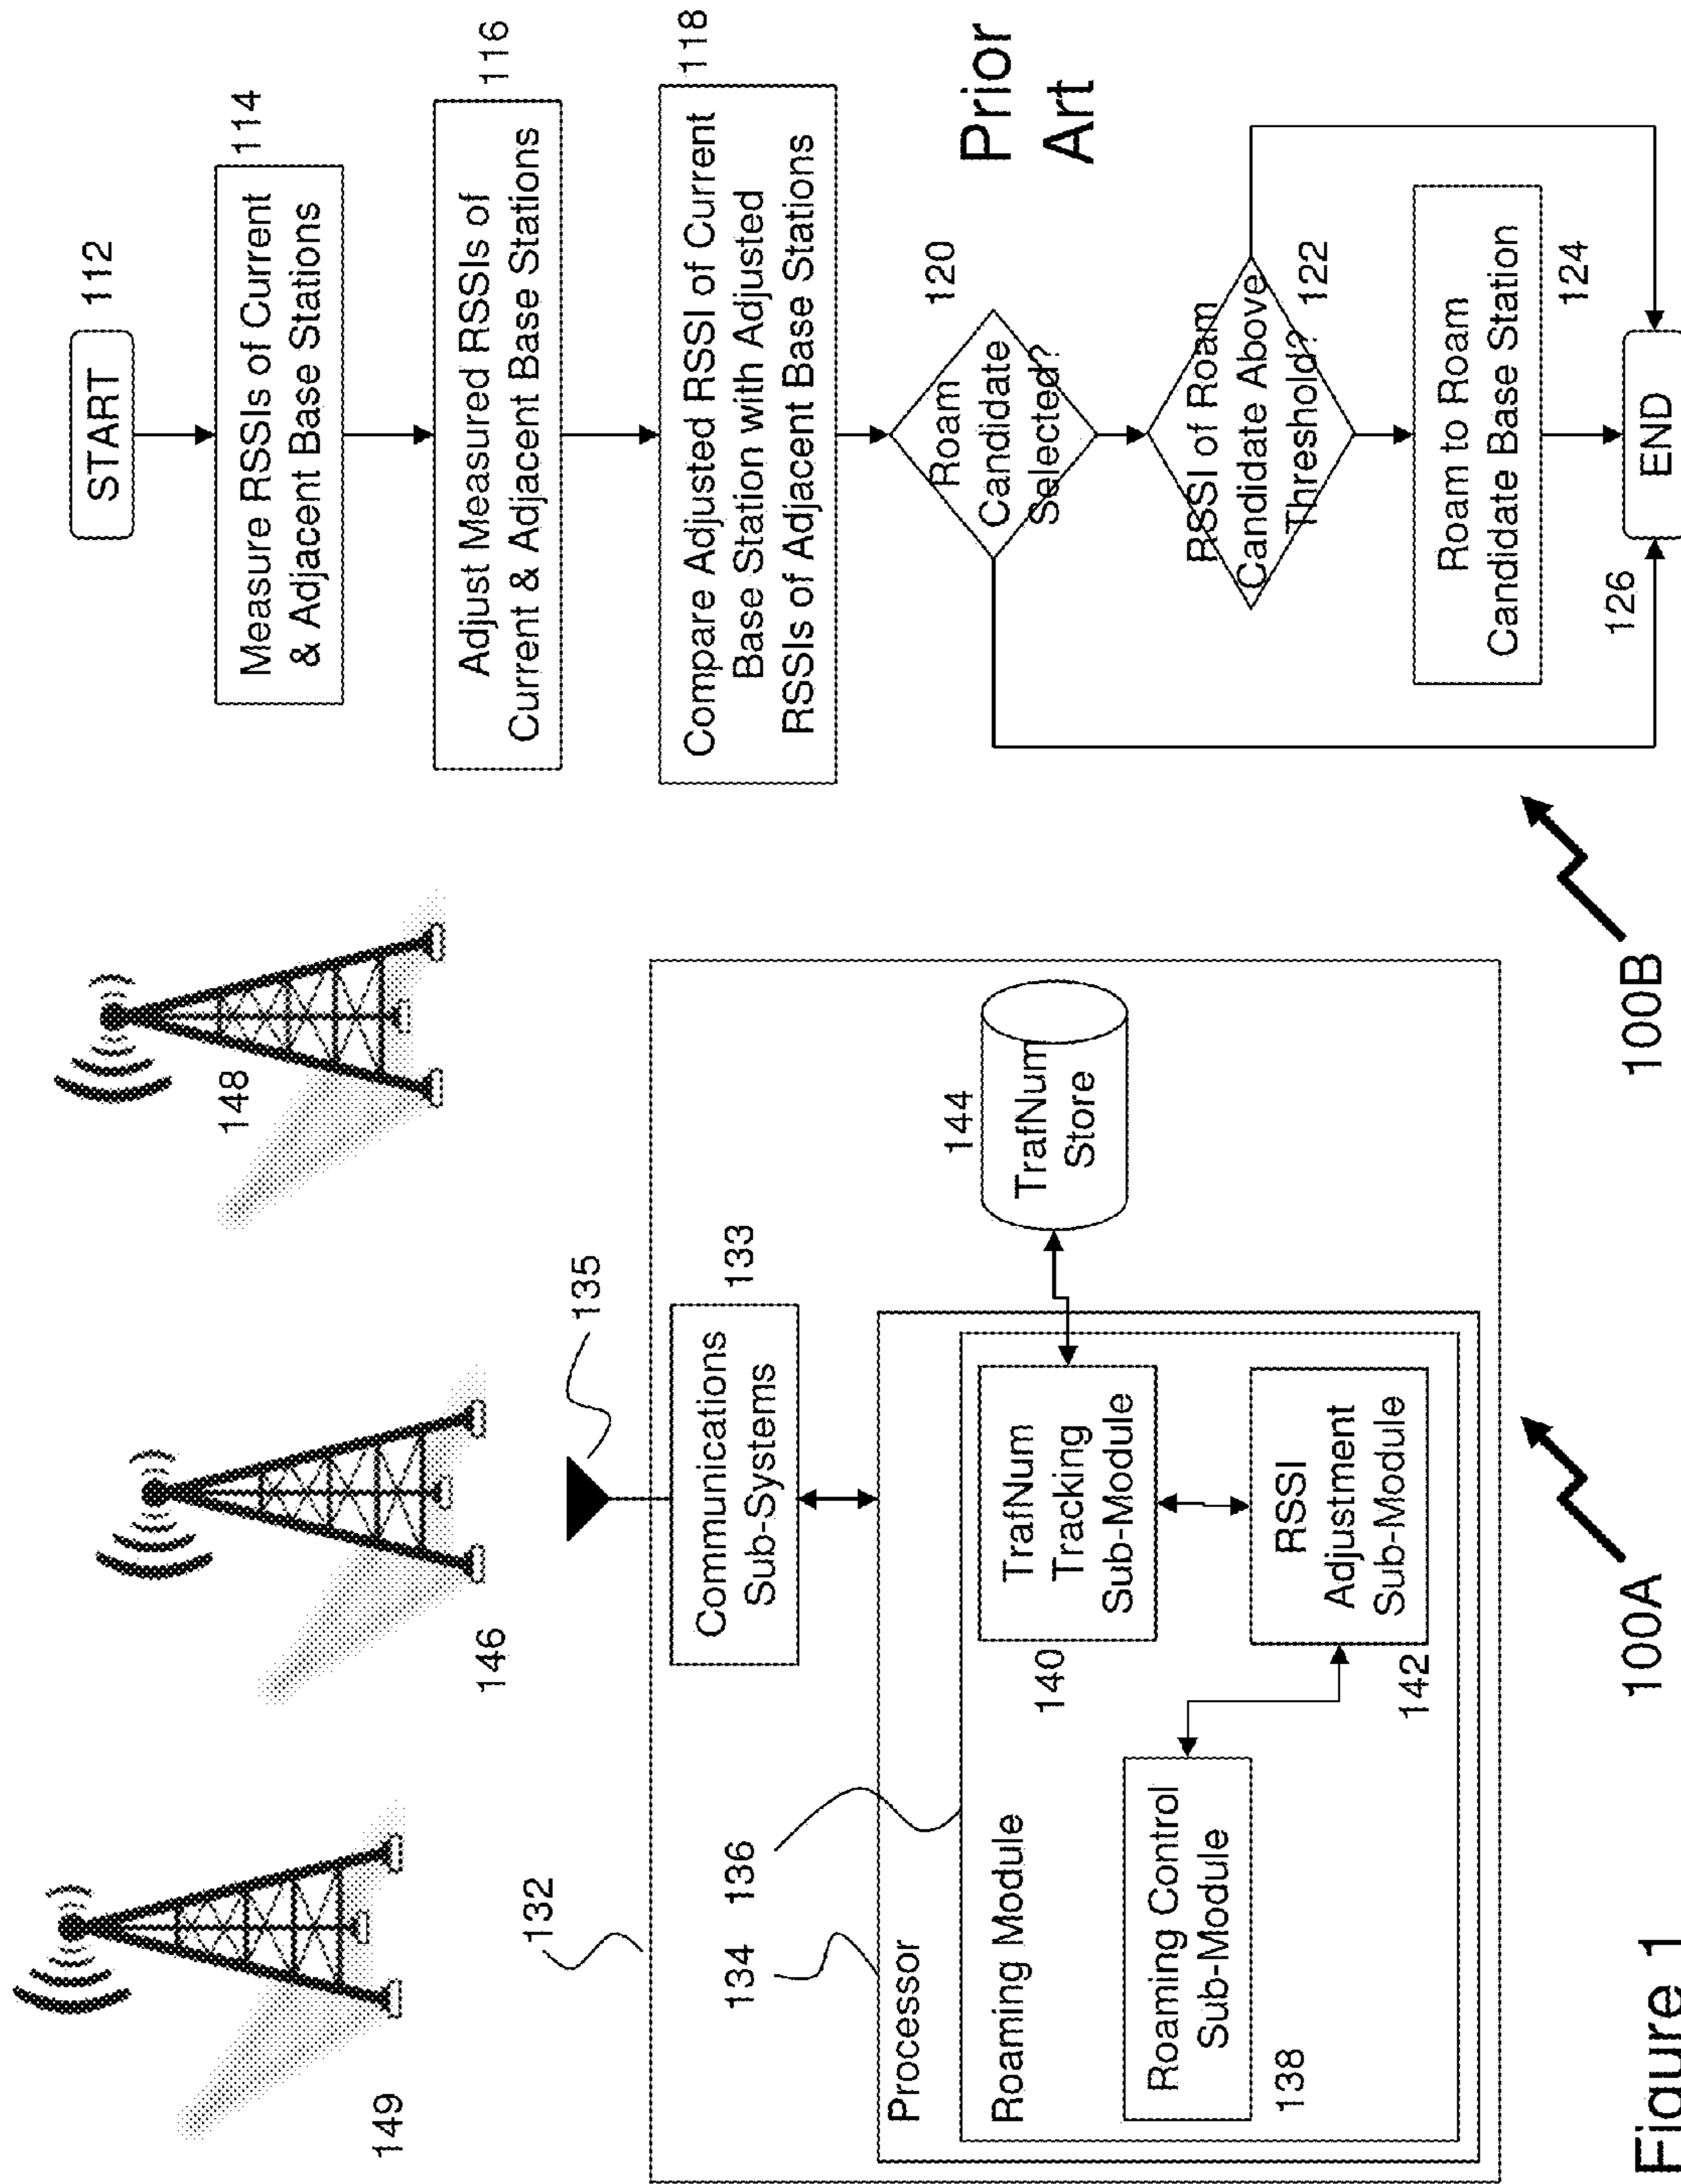 149
146
148
132
135
Communications
Sub-Systems
133
134
136
Processor
Roaming Module
TrafNum
Tracking
Sub-Module
140
144
TrafNum
Store
Roaming Control
Sub-Module
138
RSSI
Adjustment
Sub-Module
142
100A
Figure 1
START
112
Measure RSSIs of Current
& Adjacent Base Stations
114
Adjust Measured RSSIs of
Current & Adjacent Base Stations
116
Compare Adjusted RSSI of Current
Base Station with Adjusted
RSSIs of Adjacent Base Stations
118
Roam
Candidate
Selected?
120
Prior
Art
RSSI of Roam
Candidate Above
Threshold?
122
Roam to Roam
Candidate Base Station
124
126
END
100B